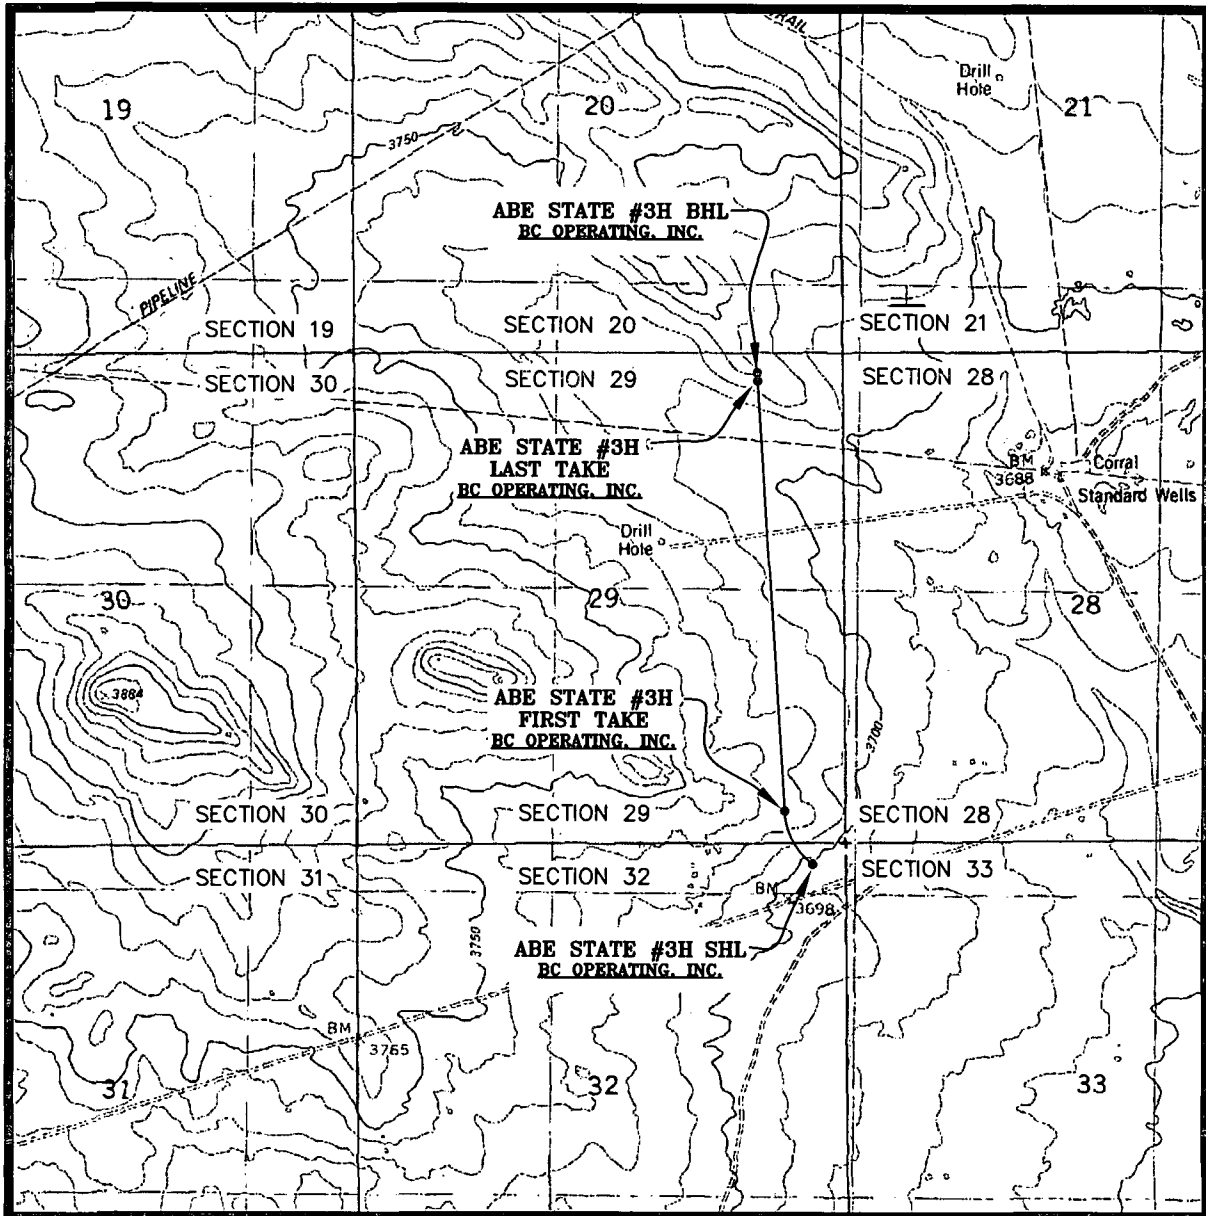 RAIL
Drill
Hole
19
20
21
3750
ABE STATE #3H BHL
BC OPERATING, INC.
PIPELINE
SECTION 19
SECTION 20
SECTION 21
SECTION 30
SECTION 29
SECTION 28
ABE STATE #3H
LAST TAKE
BC OPERATING, INC.
BM
3688
Corral
Standard Wells
Drill
Hole
30
29
28
3884
ABE STATE #3H
FIRST TAKE
BC OPERATING, INC.
3700
SECTION 30
SECTION 29
SECTION 28
SECTION 31
SECTION 32
SECTION 33
BM
3698
3750
ABE STATE #3H SHL
BC OPERATING, INC.
BM
3765
31
32
33